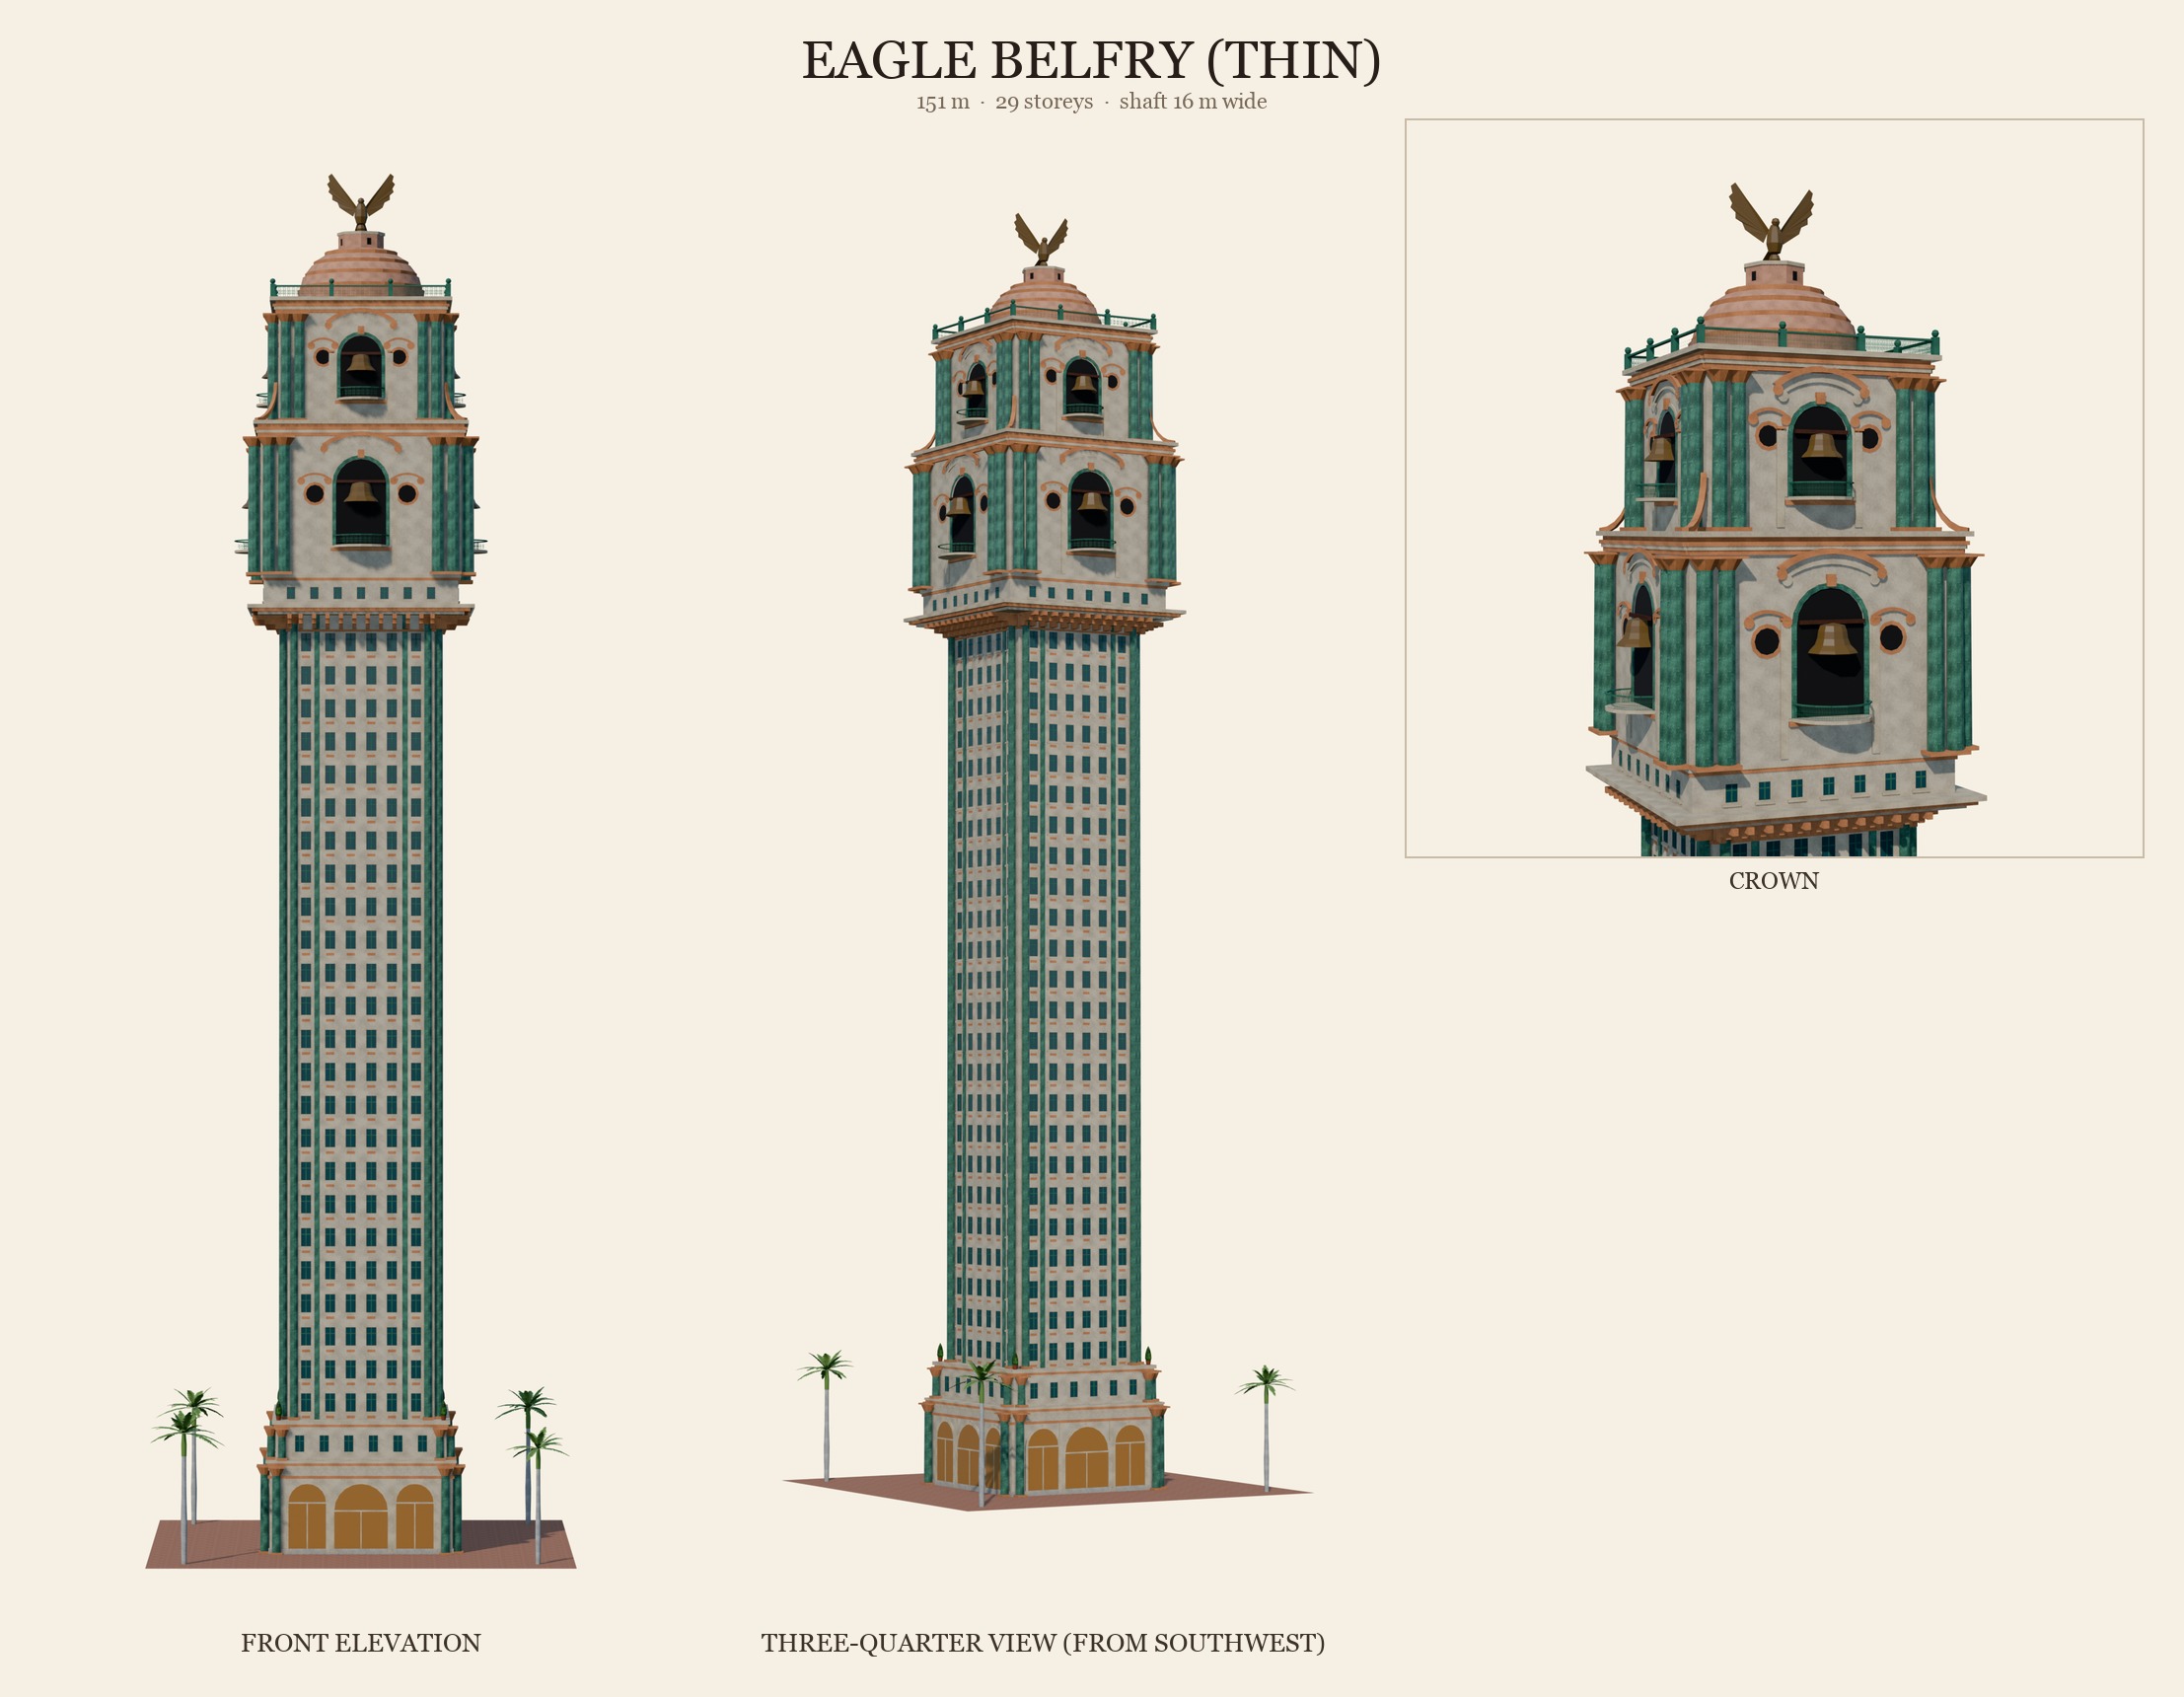 EAGLE BELFRY (THIN)
151 m · 29 storeys · shaft 16 m wide
CROWN
FRONT ELEVATION
THREE-QUARTER VIEW (FROM SOUTHWEST)